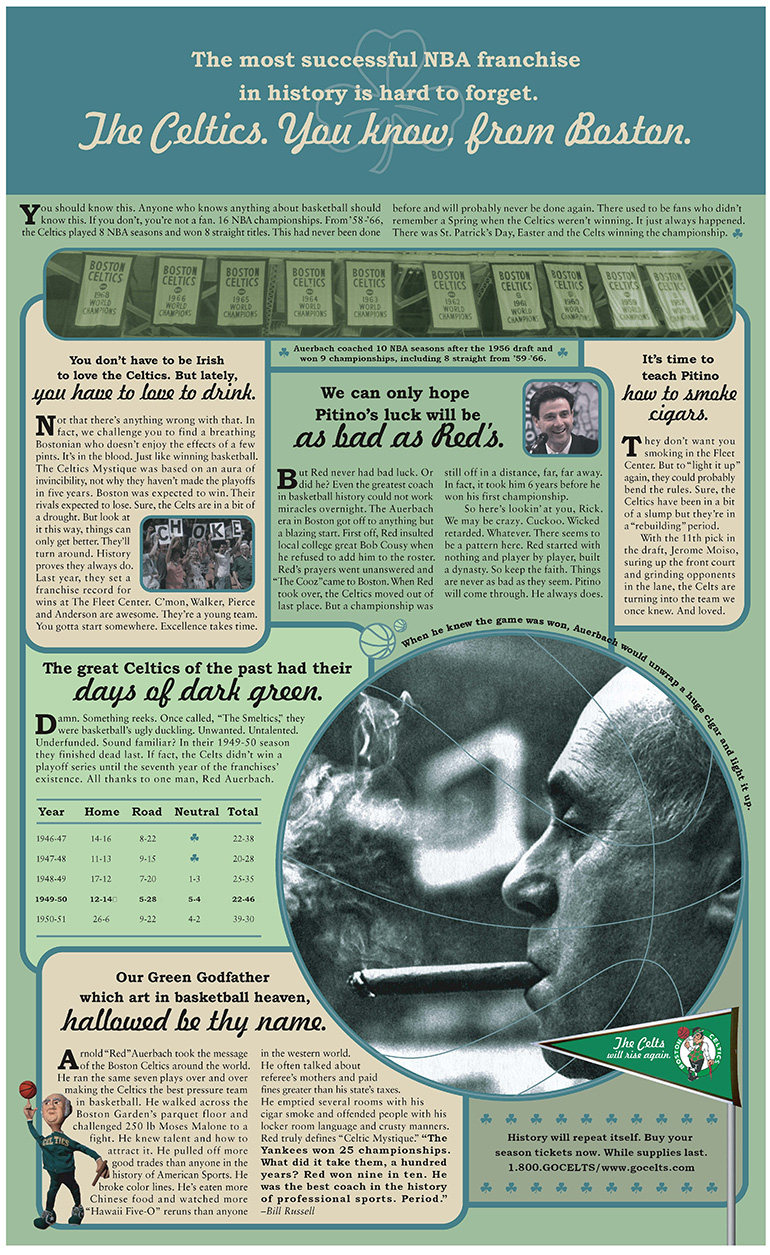 The most successful NBA franchise
in history is hard to forget.
The Celtics. You know, from Boston.
You should know this. Anyone who knows anything about basketball should
know this. If you don't, you're not a fan. 16 NBA championships. From '58-'66,
the Celtics played 8 NBA seasons and won 8 straight titles. This had never been done
before and will probably never be done again. There used to be fans who didn't
remember a Spring when the Celtics weren't winning. It just always happened.
There was St. Patrick's Day, Easter and the Celts winning the championship.
BOSTON
CELTICS
1968
WORLD
CHAMPIONS
BOSTON
CELTICS
1966
WORLD
CHAMPIONS
BOSTON
CELTICS
1965
WORLD
CHAMPIONS
BOSTON
CELTICS
1964
WORLD
CHAMPIONS
BOSTON
CELTICS
1963
WORLD
CHAMPIONS
BOSTON
CELTICS
1962
WORLD
CHAMPIONS
BOSTON
CELTICS
1961
WORLD
CHAMPIONS
BOSTON
CELTICS
1960
WORLD
CHAMPIONS
BOSTON
CELTICS
1959
WORLD
CHAMPIONS
BOSTON
CELTICS
WORLD
CHAMPIONS
Auerbach coached 10 NBA seasons after the 1956 draft and
won 9 championships, including 8 straight from '59-'66.
You don't have to be Irish
to love the Celtics. But lately,
you have to love to drink.
Not that there's anything wrong with that. In
fact, we challenge you to find a breathing
Bostonian who doesn't enjoy the effects of a few
pints. It's in the blood. Just like winning basketball.
The Celtics Mystique was based on an aura of
invincibility, not why they haven't made the playoffs
in five years. Boston was expected to win. Their
rivals expected to lose. Sure, the Celts are in a bit of
a drought. But look at
it this way, things can
only get better. They'll
turn around. History
proves they always do.
Last year, they set a
franchise record for
wins at The Fleet Center. C'mon, Walker, Pierce
and Anderson are awesome. They're a young team.
You gotta start somewhere. Excellence takes time.
CHOKE
We can only hope
Pitino's luck will be
as bad as Red's.
But Red never had bad luck. Or
did he? Even the greatest coach
in basketball history could not work
miracles overnight. The Auerbach
era in Boston got off to anything but
a blazing start. First off, Red insulted
local college great Bob Cousy when
he refused to add him to the roster.
Red's prayers went unanswered and
"The Cooz" came to Boston. When Red
took over, the Celtics moved out of
last place. But a championship was
still off in a distance, far, far away.
In fact, it took him 6 years before he
won his first championship.
So here's lookin' at you, Rick.
We may be crazy. Cuckoo. Wicked
retarded. Whatever. There seems to
be a pattern here. Red started with
nothing and player by player, built
a dynasty. So keep the faith. Things
are never as bad as they seem. Pitino
will come through. He always does.
It's time to
teach Pitino
how to smoke
cigars.
They don't want you
smoking in the Fleet
Center. But to "light it up"
again, they could probably
bend the rules. Sure, the
Celtics have been in a bit
of a slump but they're in
a "rebuilding" period.
With the 11th pick in
the draft, Jerome Moiso,
suring up the front court
and grinding opponents
in the lane, the Celts are
turning into the team we
once knew. And loved.
When he knew the game was won, Auerbach would unwrap a huge cigar and light it up.
The great Celtics of the past had their
days of dark green.
Damn. Something reeks. Once called, "The Smeltics," they
were basketball's ugly duckling. Unwanted. Untalented.
Underfunded. Sound familiar? In their 1949-50 season
they finished dead last. If fact, the Celts didn't win a
playoff series until the seventh year of the franchises'
existence. All thanks to one man, Red Auerbach.
Year Home Road Neutral Total
1946-47 14-16 8-22 22-38
1947-48 11-13 9-15 20-28
1948-49 17-12 7-20 1-3 25-35
1949-50 12-14 5-28 5-4 22-46
1950-51 26-6 9-22 4-2 39-30
Our Green Godfather
which art in basketball heaven,
hallowed be thy name.
Arnold "Red" Auerbach took the message
of the Boston Celtics around the world.
He ran the same seven plays over and over
making the Celtics the best pressure team
in basketball. He walked across the
Boston Garden's parquet floor and
challenged 250 lb Moses Malone to a
fight. He knew talent and how to
attract it. He pulled off more
good trades than anyone in the
history of American Sports. He
broke color lines. He's eaten more
Chinese food and watched more
"Hawaii Five-O" reruns than anyone
in the western world.
He often talked about
referee's mothers and paid
fines greater than his state's taxes.
He emptied several rooms with his
cigar smoke and offended people with his
locker room language and crusty manners.
Red truly defines "Celtic Mystique." "The
Yankees won 25 championships.
What did it take them, a hundred
years? Red won nine in ten. He
was the best coach in the history
of professional sports. Period."
–Bill Russell
CELTICS
The Celts
will rise again.
BOSTON CELTICS
History will repeat itself. Buy your
season tickets now. While supplies last.
1.800.GOCELTS/www.gocelts.com